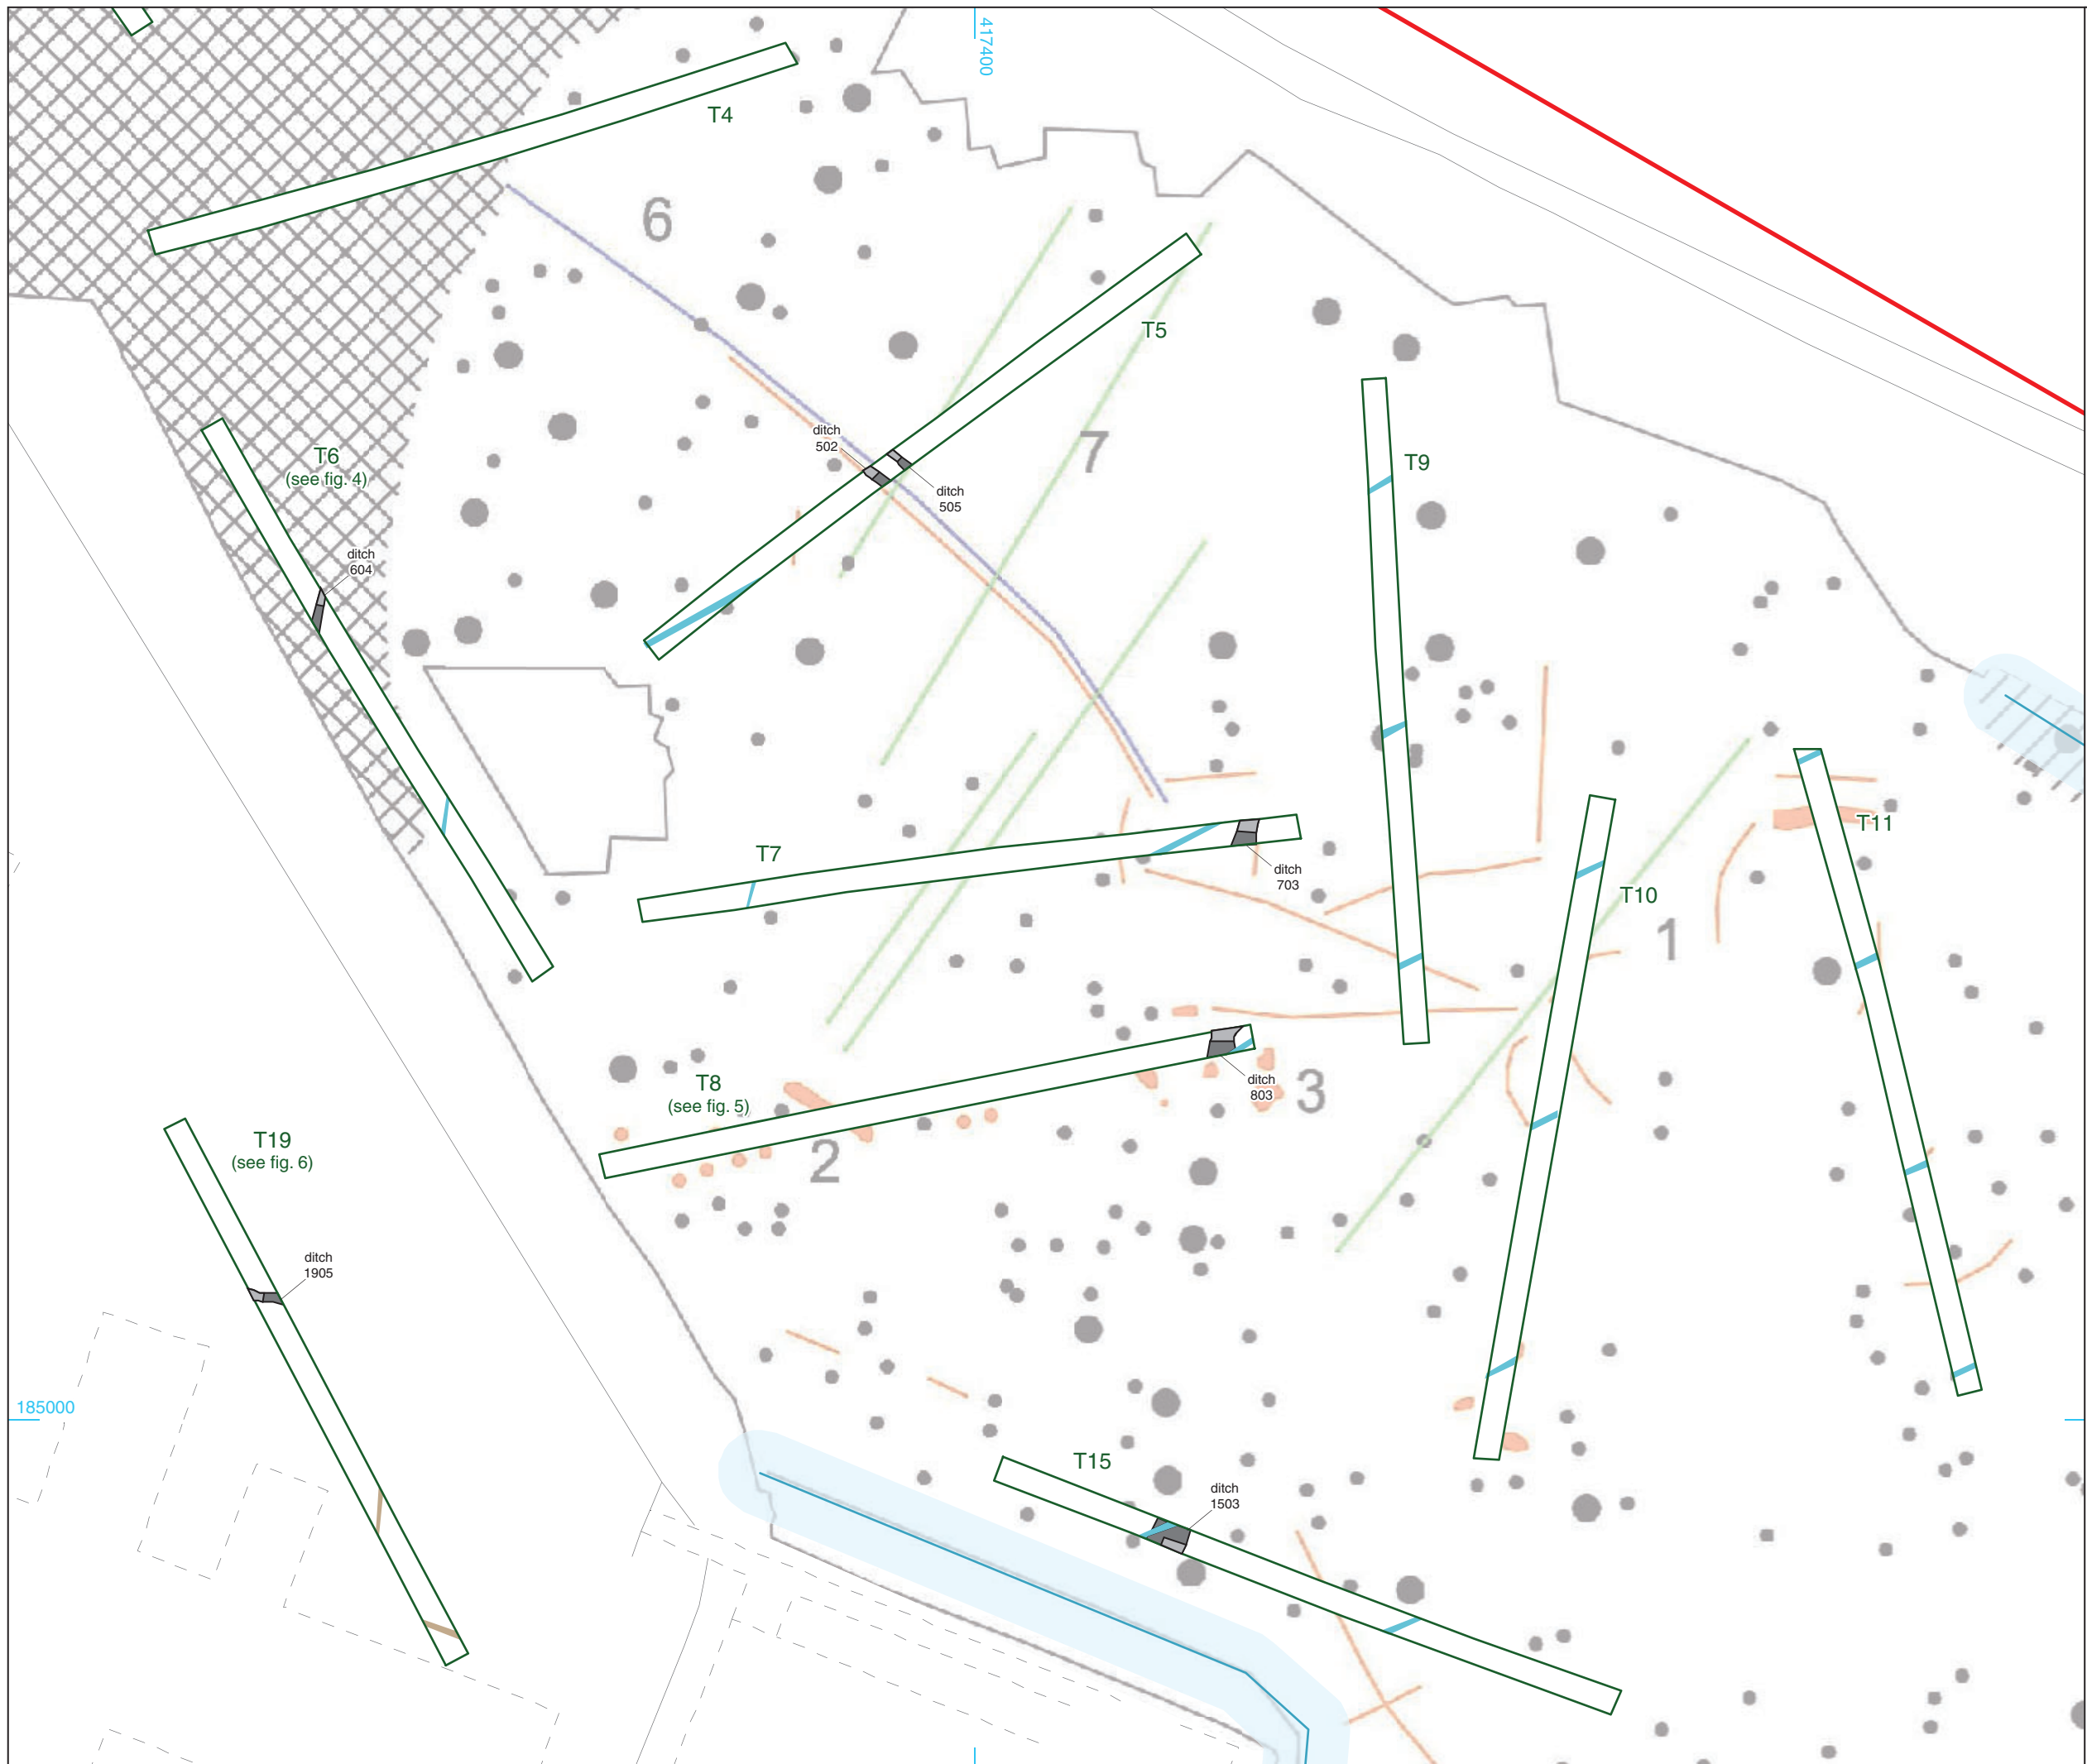 417400
T4
6
T5
ditch
502
7
T9
T6
(see fig. 4)
ditch
505
ditch
604
T11
T7
ditch
703
T10
1
T8
(see fig. 5)
ditch
803
3
T19
(see fig. 6)
2
ditch
1905
185000
T15
ditch
1503